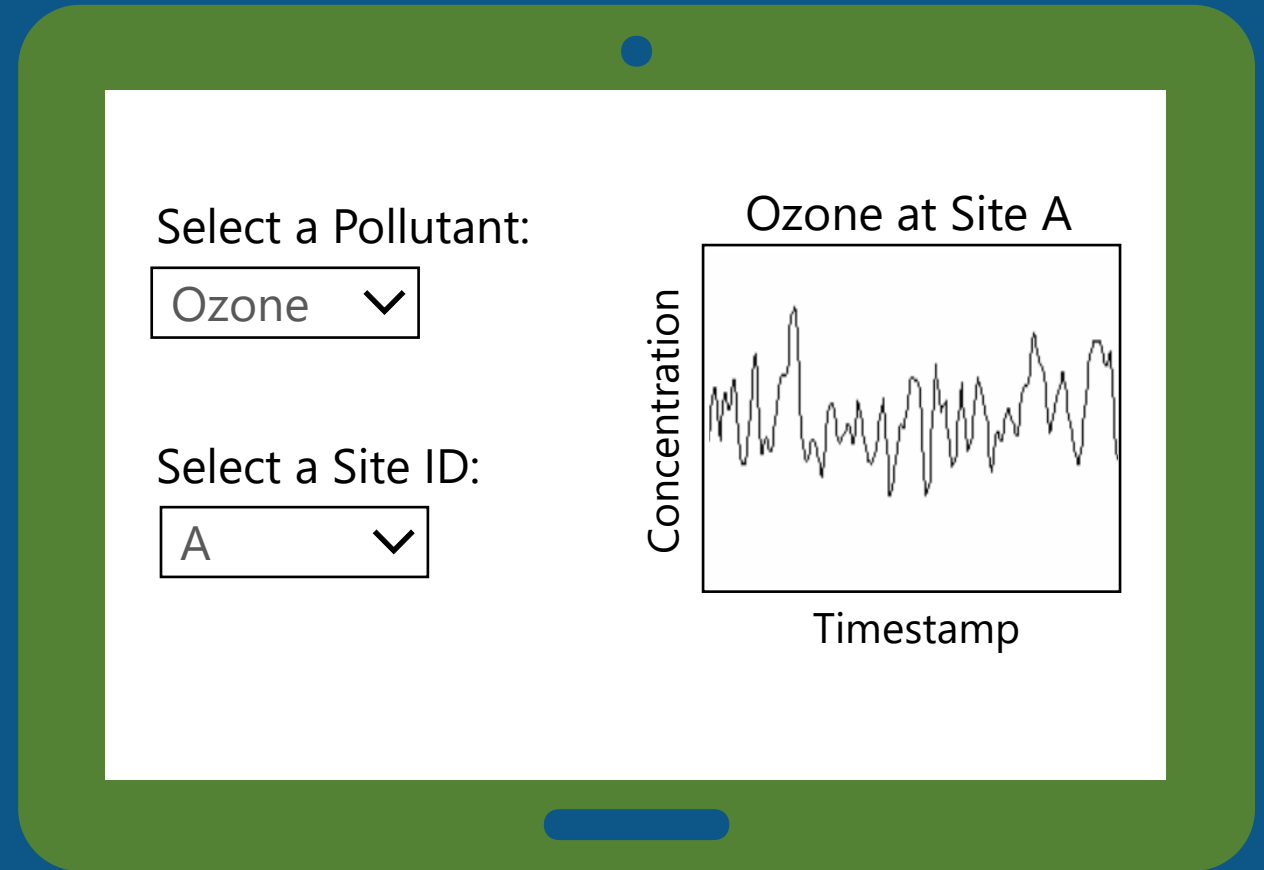 Select a Pollutant:
Ozone
Select a Site ID:
A
Ozone at Site A
Concentration
Timestamp